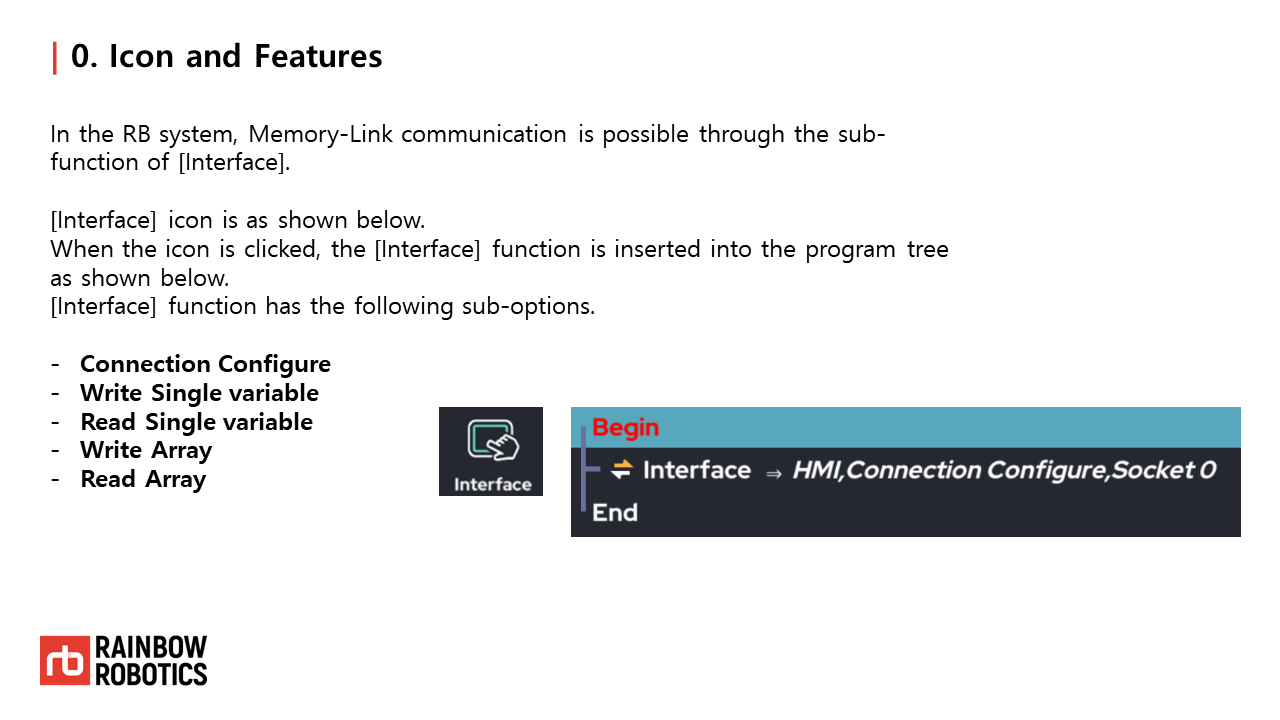 0. Icon and Features
In the RB system, Memory-Link communication is possible through the sub-
function of [Interface].
[Interface] icon is as shown below.
When the icon is clicked, the [Interface] function is inserted into the program tree
as shown below.
[Interface] function has the following sub-options.
- Connection Configure
- Write Single variable
- Read Single variable
- Write Array
- Read Array
Interface
Begin
Interface ⇒ HMI,Connection Configure,Socket 0
End
rb RAINBOW
ROBOTICS